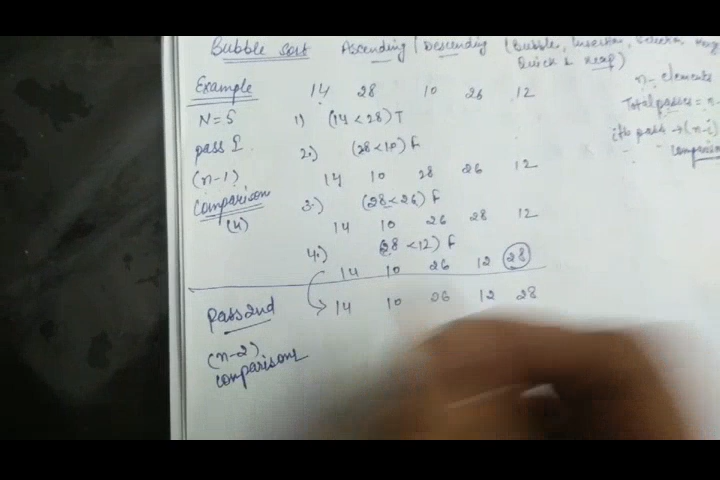 Bubble Sort Ascending / Descending (Bubble, Insertion, Selection,
Quick & Heap)
Example 14 28 10 26 12
n- elements
N=5 1) (14 < 28) T
Total passes = n-
pass 1 2.) (28 < 10) F
ith pass → (n-i)
comparison
(n-1) 14 10 28 26 12
Comparison 3.) (28 < 26) F
(4) 14 10 26 28 12
4.) (28 < 12) F
14 10 26 12 28
Pass 2nd 14 10 26 12 28
(n-2)
comparisons